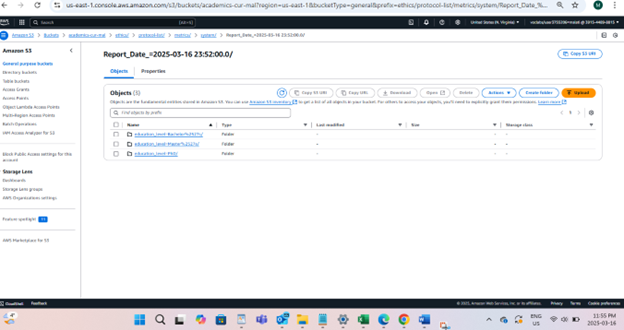 us-east-1.console.aws.amazon.com/s3/buckets/academics-cur-mal?region=us-east-1&bucketType=general&prefix=ethics/protocol-list/metrics/system/Report_Date_%...
Search
[Alt+S]
United States (N. Virginia)
Amazon S3 Buckets academics-cur-mal ethics/ protocol-list/ metrics/ system/ Report_Date_=2025-03-16 23:52:00.0/
Amazon S3
General purpose buckets
Directory buckets
Table buckets
Access Grants
Access Points
Object Lambda Access Points
Multi-Region Access Points
Batch Operations
IAM Access Analyzer for S3
Block Public Access settings for this account
Storage Lens
Dashboards
Storage Lens groups
AWS Organizations settings
Feature spotlight
AWS Marketplace for S3
Report_Date_=2025-03-16 23:52:00.0/
Copy S3 URI
Objects Properties
Objects (3)
Copy S3 URI Copy URL Download Open Delete Actions Create folder Upload
Objects are the fundamental entities stored in Amazon S3. You can use Amazon S3 inventory to get a list of all objects in your bucket. For others to access your objects, you'll need to explicitly grant them permissions. Learn more
Find objects by prefix
1
Name Type Last modified Size Storage class
education_level=Bachelor%2527s/ Folder - - -
education_level=Master%2527s/ Folder - - -
education_level=PhD/ Folder - - -
CloudShell Feedback
© 2025, Amazon Web Services, Inc. or its affiliates. Privacy Terms Cookie preferences
ENG
US
11:55 PM
2025-03-16